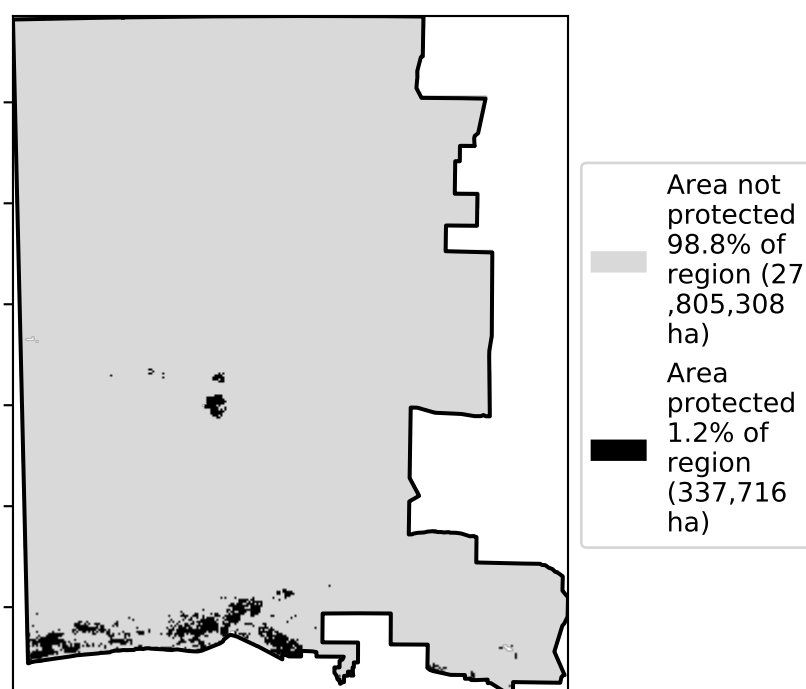 Area not
protected
98.8% of
region (27
,805,308
ha)
Area
protected
1.2% of
region
(337,716
ha)